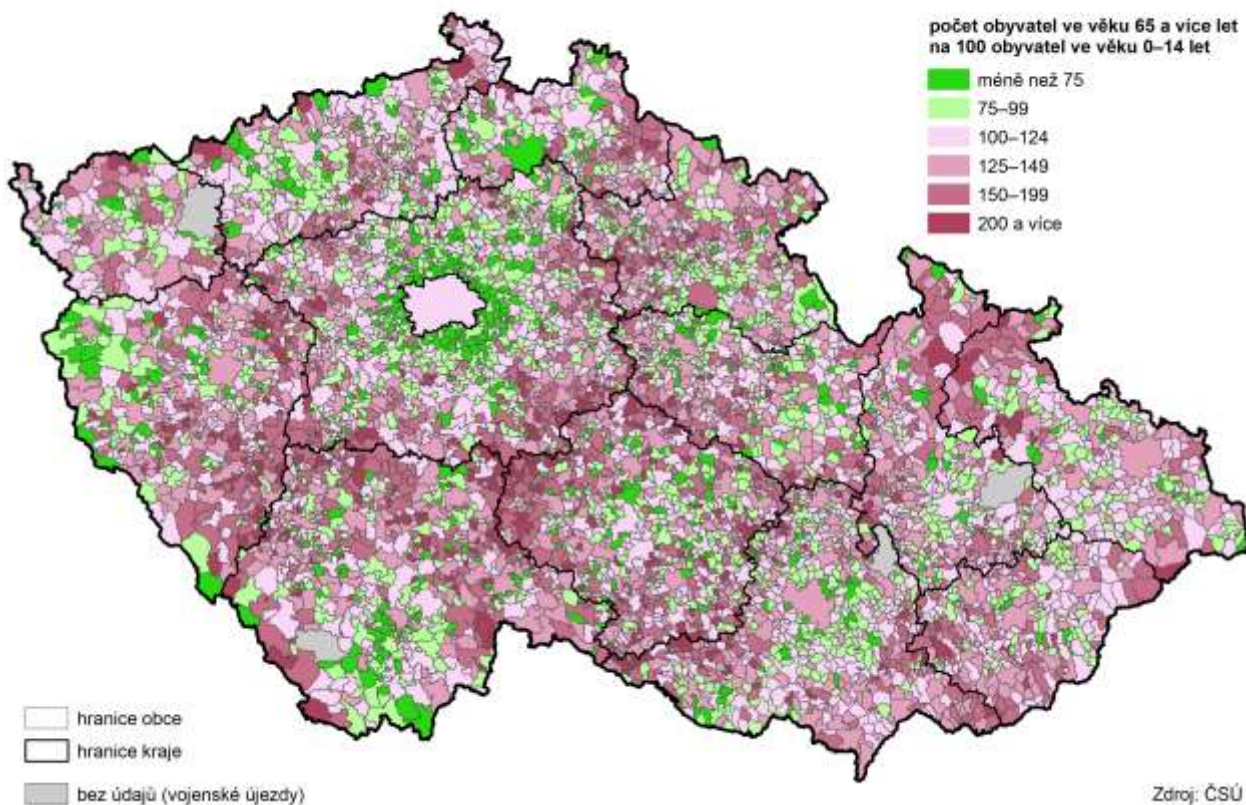 počet obyvatel ve věku 65 a více let
na 100 obyvatel ve věku 0–14 let
méně než 75
75–99
100–124
125–149
150–199
200 a více
hranice obce
hranice kraje
bez údajů (vojenské újezdy)
Zdroj: ČSÚ